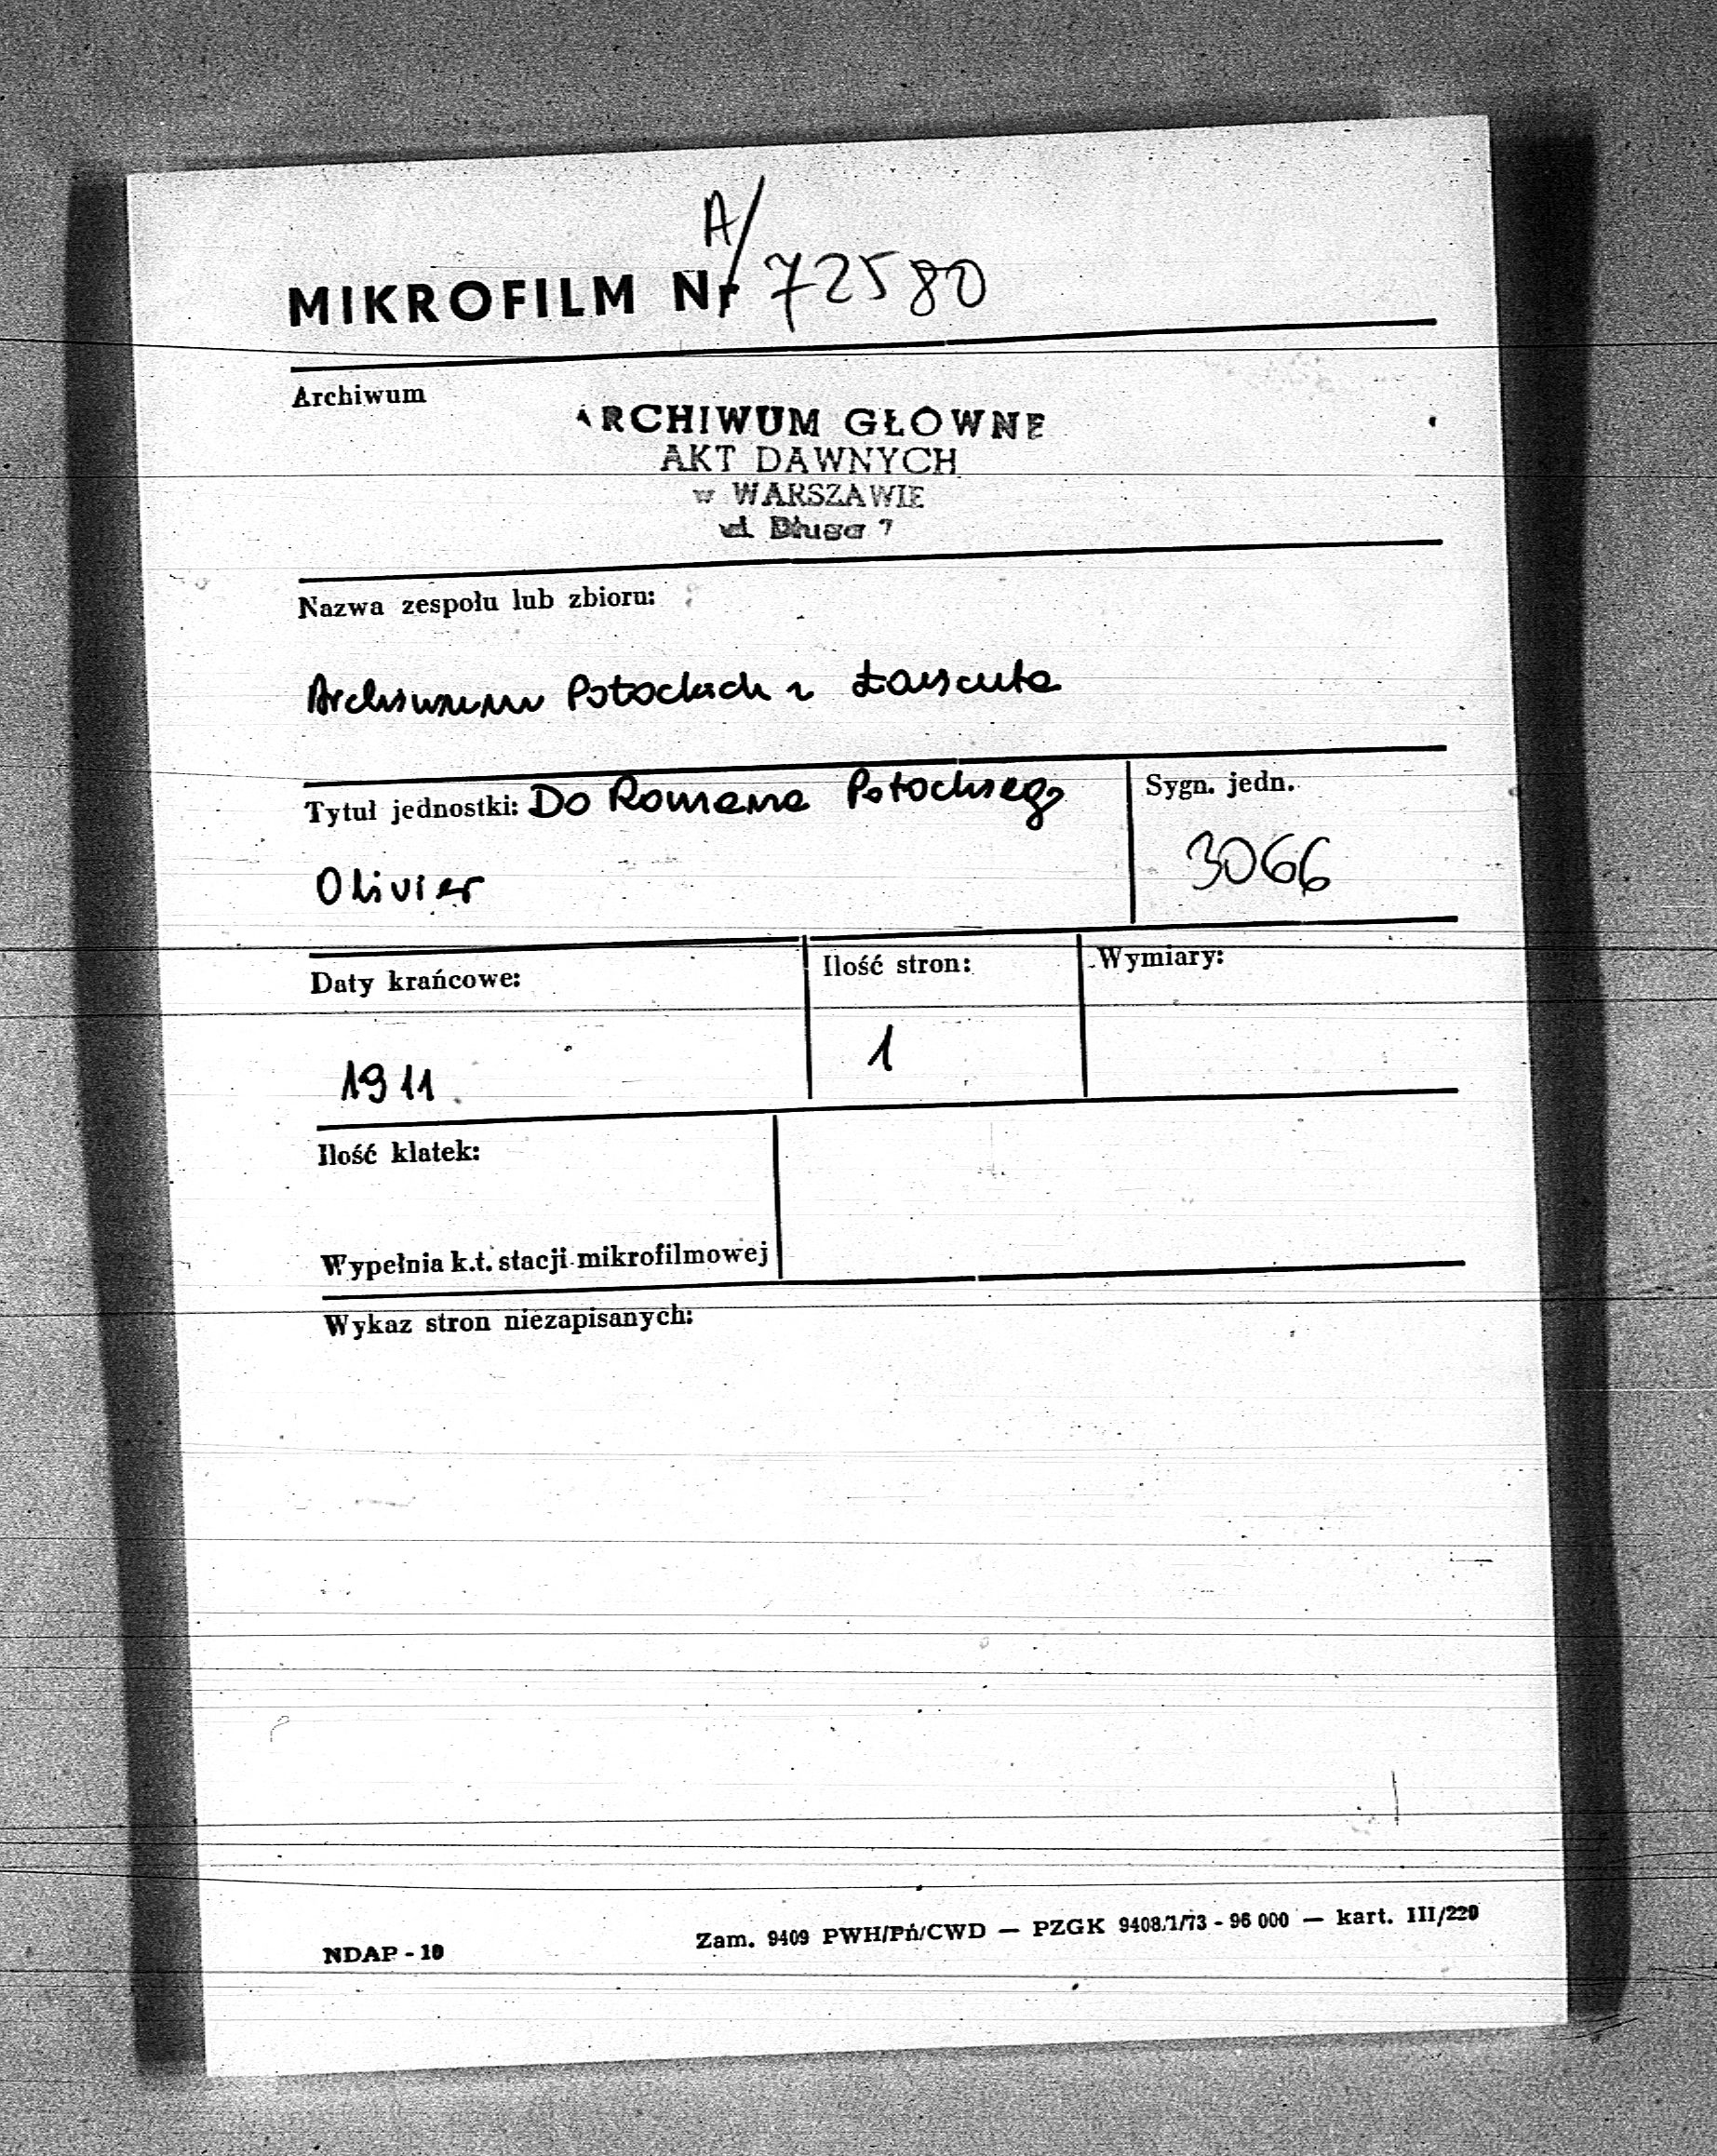 A/
MIKROFILM Nr 72580
Archiwum
ARCHIWUM GŁÓWNE
AKT DAWNYCH
w WARSZAWIE
ul. Długa 7
Nazwa zespołu lub zbioru:
Archiwum Potockich z Łańcuta
Tytuł jednostki: Do Romana Potockiego
Olivier
Sygn. jedn.
3066
Daty krańcowe:
1911
Ilość stron:
1
Wymiary:
Ilość klatek:
Wypełnia k.t. stacji mikrofilmowej
Wykaz stron niezapisanych:
NDAP - 10
Zam. 9409 PWH/Pń/CWD — PZGK 9408/1/73 - 96 000 — kart. III/220